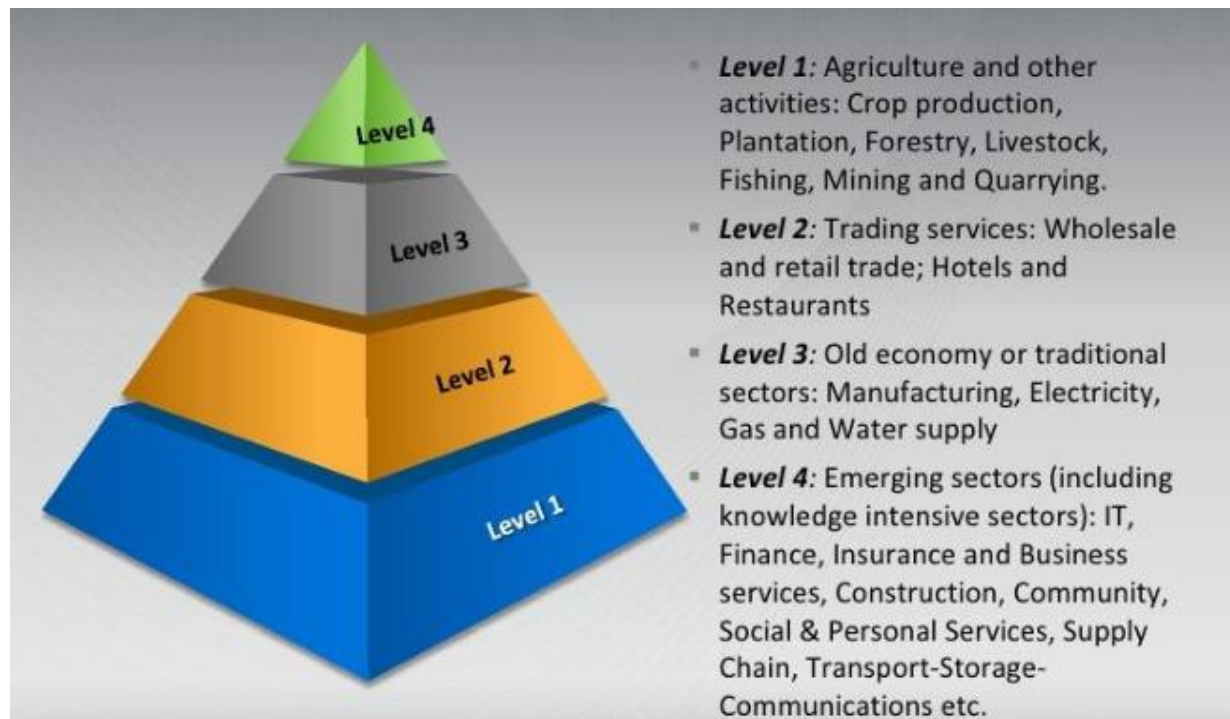 Level 4
Level 3
Level 2
Level 1
▪ Level 1: Agriculture and other
activities: Crop production,
Plantation, Forestry, Livestock,
Fishing, Mining and Quarrying.
▪ Level 2: Trading services: Wholesale
and retail trade; Hotels and
Restaurants
▪ Level 3: Old economy or traditional
sectors: Manufacturing, Electricity,
Gas and Water supply
▪ Level 4: Emerging sectors (including
knowledge intensive sectors): IT,
Finance, Insurance and Business
services, Construction, Community,
Social & Personal Services, Supply
Chain, Transport-Storage-
Communications etc.